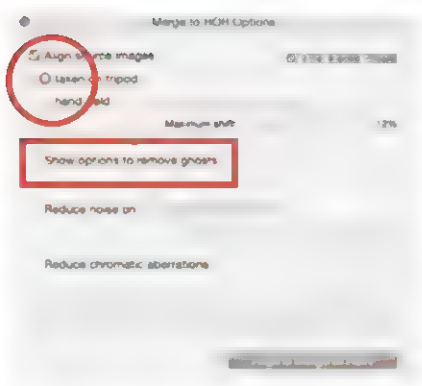 Merge to HDR Options
Align source images
taken on tripod
hand held
Maximum shift
12%
Show options to remove ghosts
Reduce noise on
Reduce chromatic aberrations